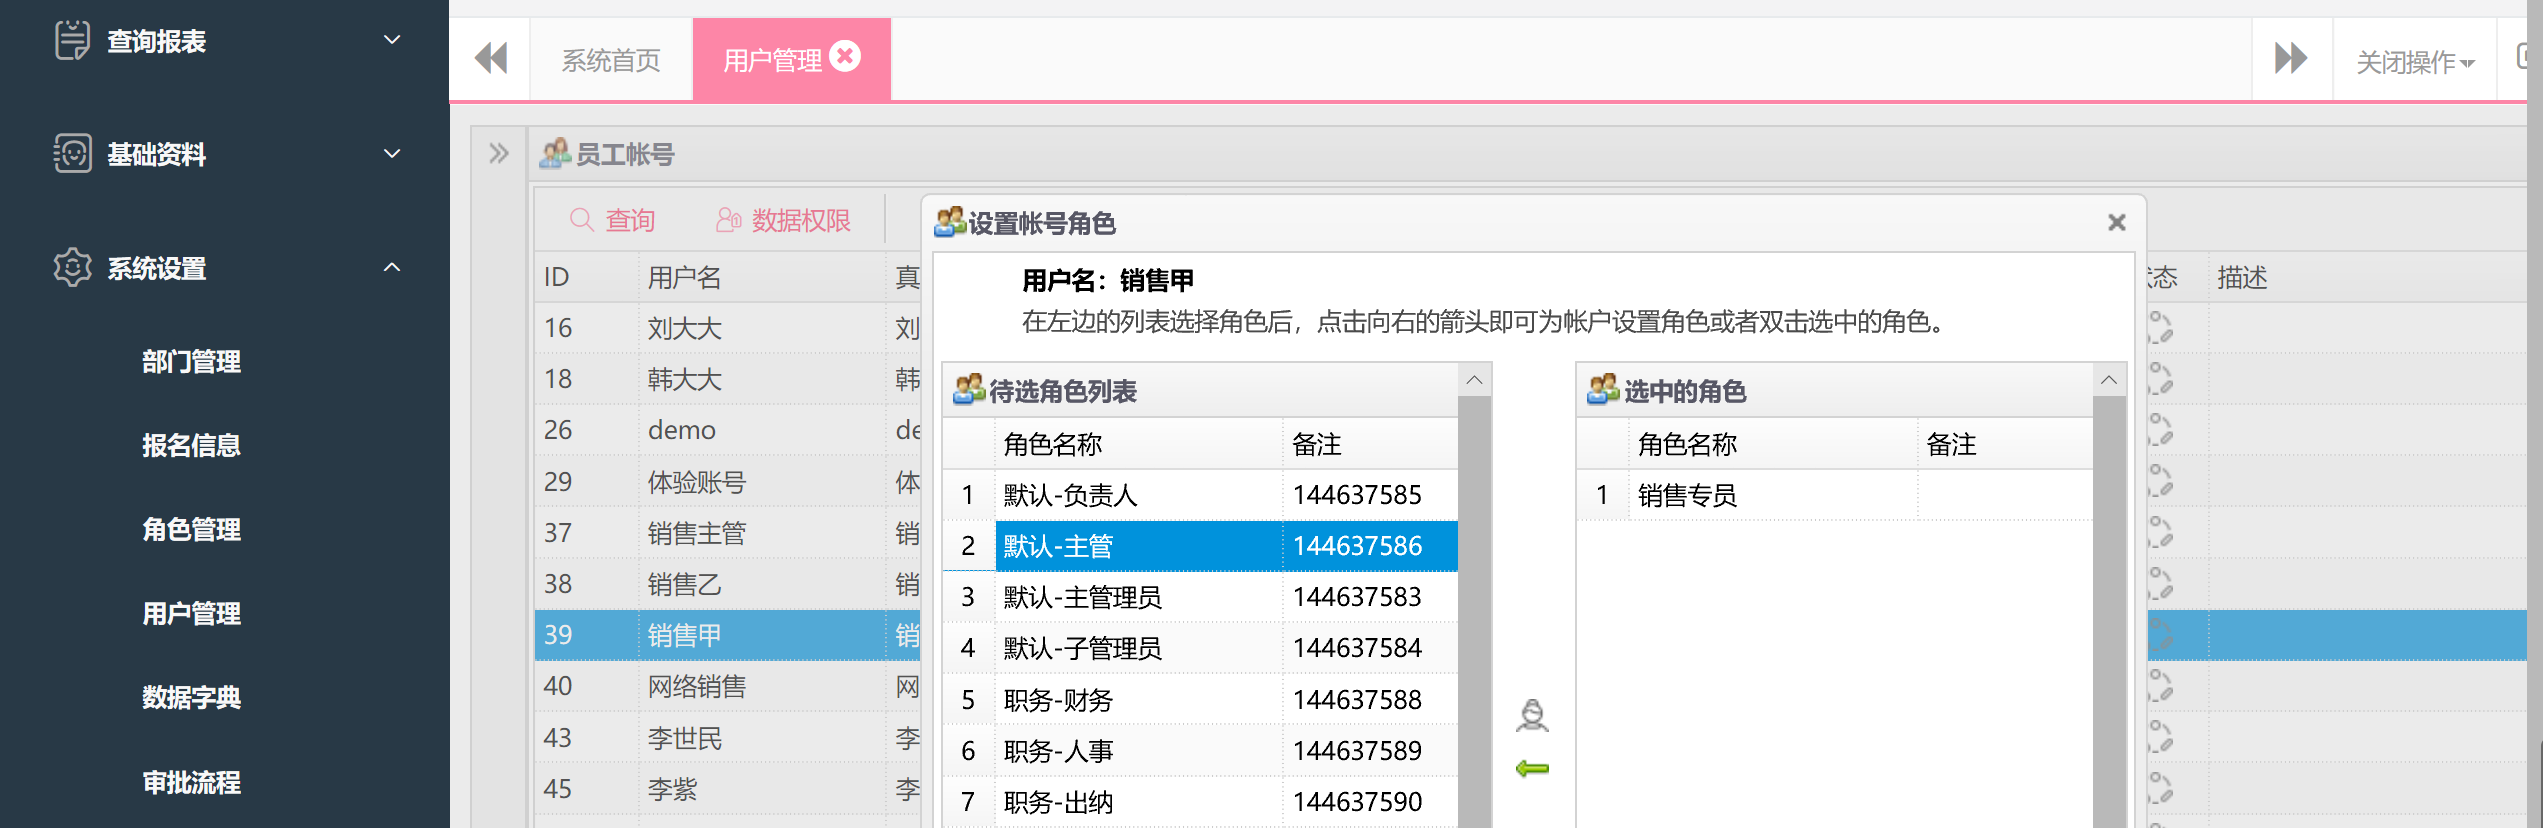 查询报表
基础资料
系统设置
部门管理
报名信息
角色管理
用户管理
数据字典
审批流程
系统首页
用户管理
关闭操作
员工帐号
查询
数据权限
ID 用户名 真
16 刘大大 刘
18 韩大大 韩
26 demo de
29 体验账号 体
37 销售主管 销
38 销售乙 销
39 销售甲 销
40 网络销售 网
43 李世民 李
45 李紫 李
态 描述
设置帐号角色
用户名：销售甲
在左边的列表选择角色后，点击向右的箭头即可为帐户设置角色或者双击选中的角色。
待选角色列表
角色名称 备注
1 默认-负责人 144637585
2 默认-主管 144637586
3 默认-主管理员 144637583
4 默认-子管理员 144637584
5 职务-财务 144637588
6 职务-人事 144637589
7 职务-出纳 144637590
选中的角色
角色名称 备注
1 销售专员